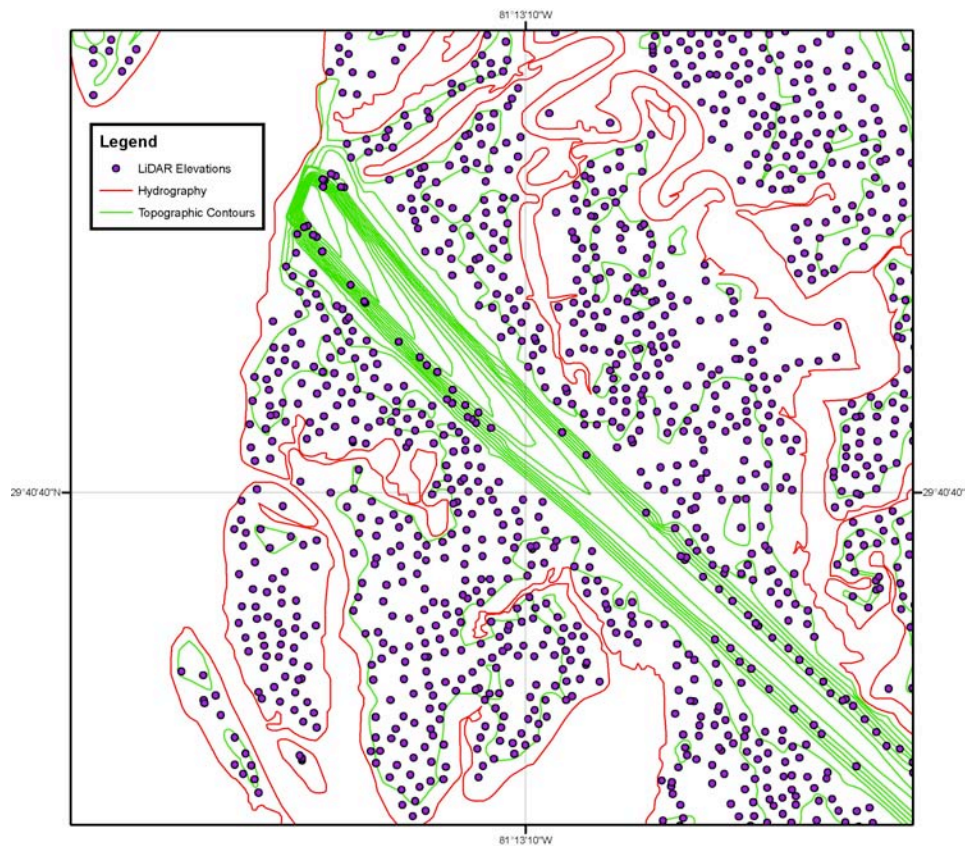 81°13'10"W
Legend
LiDAR Elevations
Hydrography
Topographic Contours
29°40'40"N
29°40'40"
81°13'10"W